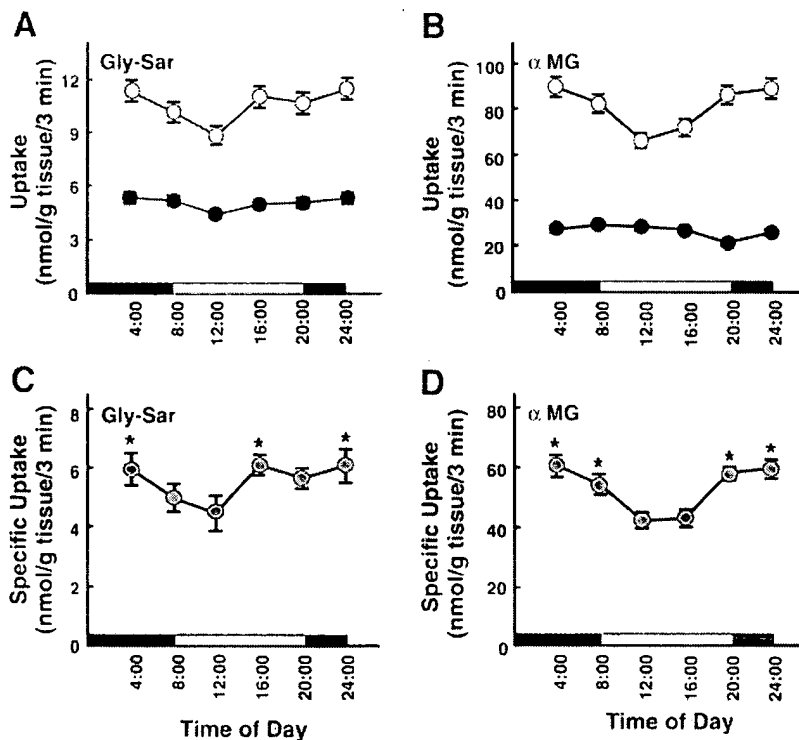 A
Gly-Sar
Uptake
(nmol/g tissue/3 min)
12
9
6
3
0
4:00
8:00
12:00
16:00
20:00
24:00
B
α MG
Uptake
(nmol/g tissue/3 min)
100
80
60
40
20
0
4:00
8:00
12:00
16:00
20:00
24:00
C
Gly-Sar
Specific Uptake
(nmol/g tissue/3 min)
8
6
4
2
0
* * *
4:00
8:00
12:00
16:00
20:00
24:00
Time of Day
D
α MG
Specific Uptake
(nmol/g tissue/3 min)
80
60
40
20
0
* * * *
4:00
8:00
12:00
16:00
20:00
24:00
Time of Day